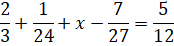 2/3 + 1/24 + x − 7/27 = 5/12